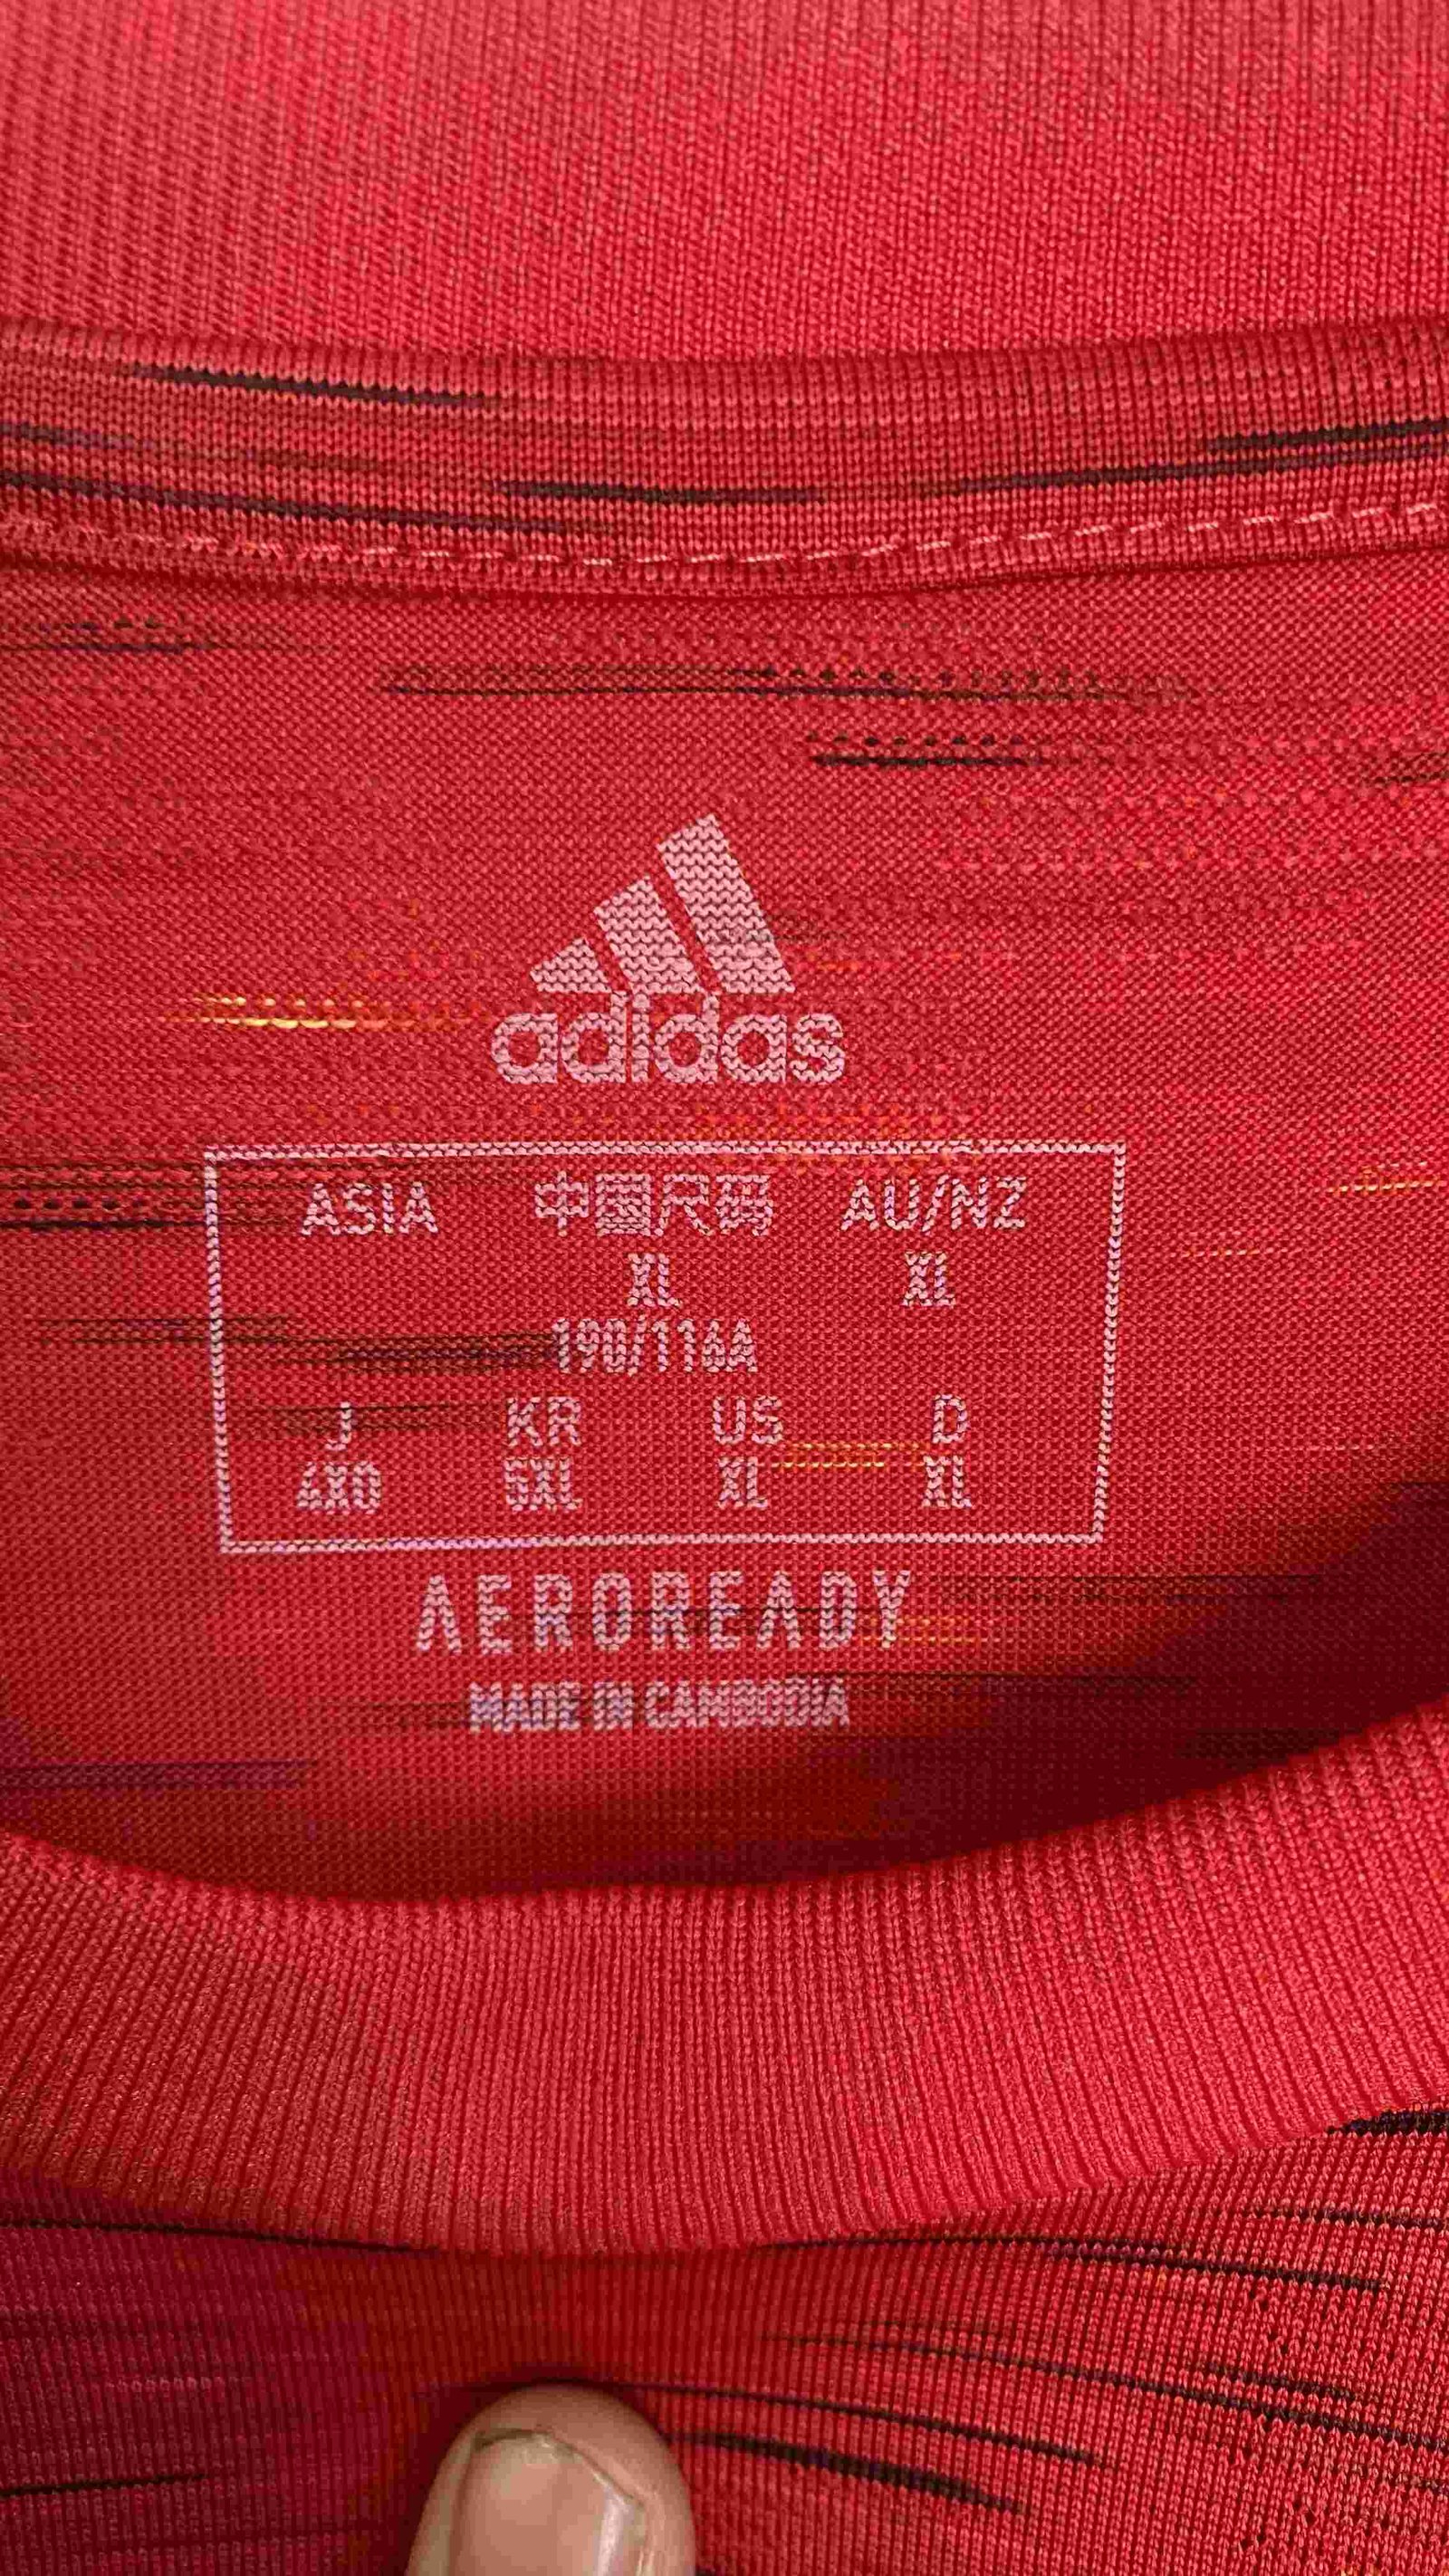 adidas
ASIA 中国尺码 AU/NZ
XL XL
190/116A
J KR US D
4XO 5XL XL XL
AEROREADY
MADE IN CAMBODIA